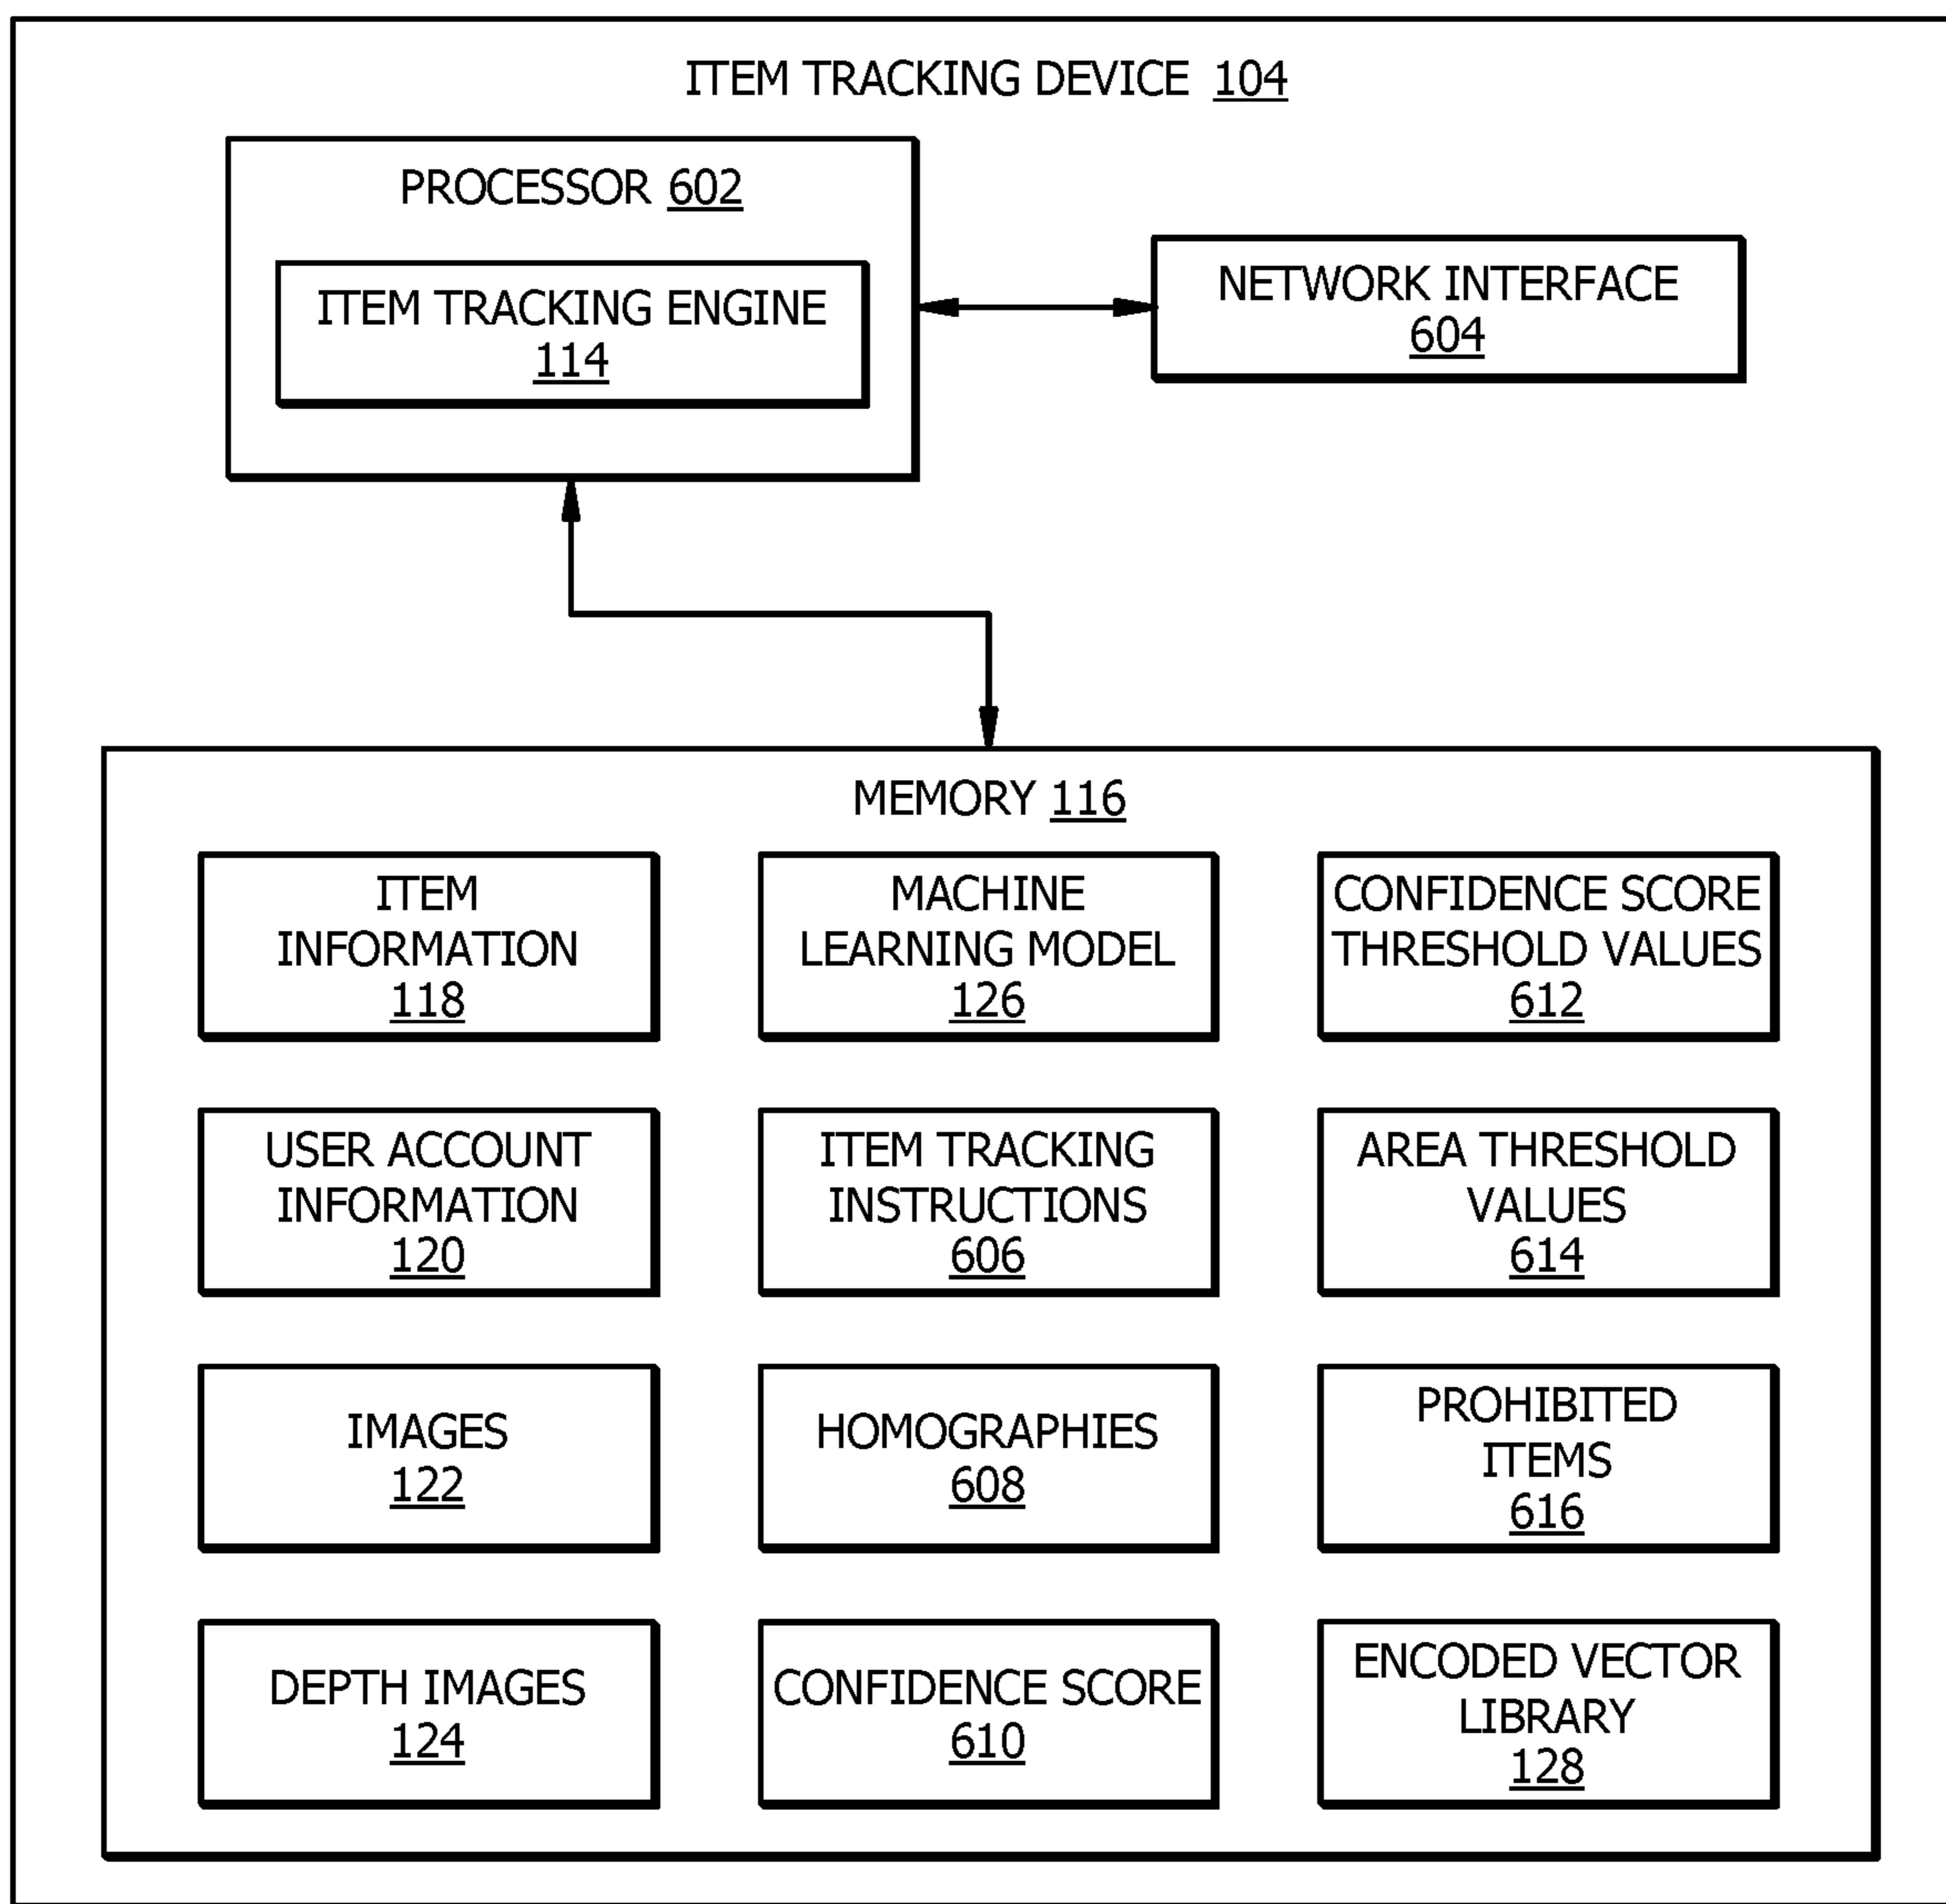 ITEM TRACKING DEVICE 104
PROCESSOR 602
ITEM TRACKING ENGINE
114
NETWORK INTERFACE
604
MEMORY 116
ITEM
INFORMATION
118
MACHINE
LEARNING MODEL
126
CONFIDENCE SCORE
THRESHOLD VALUES
612
USER ACCOUNT
INFORMATION
120
ITEM TRACKING
INSTRUCTIONS
606
AREA THRESHOLD
VALUES
614
IMAGES
122
HOMOGRAPHIES
608
PROHIBITED
ITEMS
616
DEPTH IMAGES
124
CONFIDENCE SCORE
610
ENCODED VECTOR
LIBRARY
128